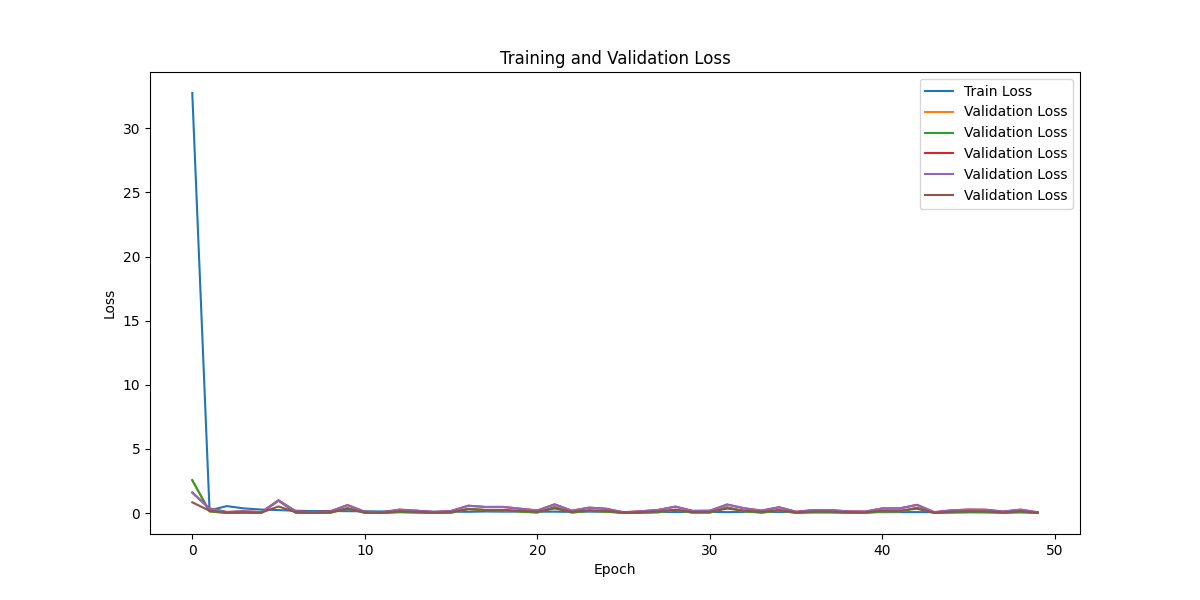 Training and Validation Loss
Train Loss
Validation Loss
Validation Loss
Validation Loss
Validation Loss
Validation Loss
Loss
30
25
20
15
10
5
0
0 10 20 30 40 50
Epoch